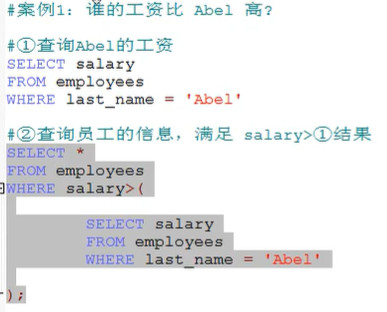 #案例1：谁的工资比 Abel 高?
#①查询Abel的工资
SELECT salary
FROM employees
WHERE last_name = 'Abel'
#②查询员工的信息，满足 salary>①结果
SELECT *
FROM employees
WHERE salary>(
SELECT salary
FROM employees
WHERE last_name = 'Abel'
);